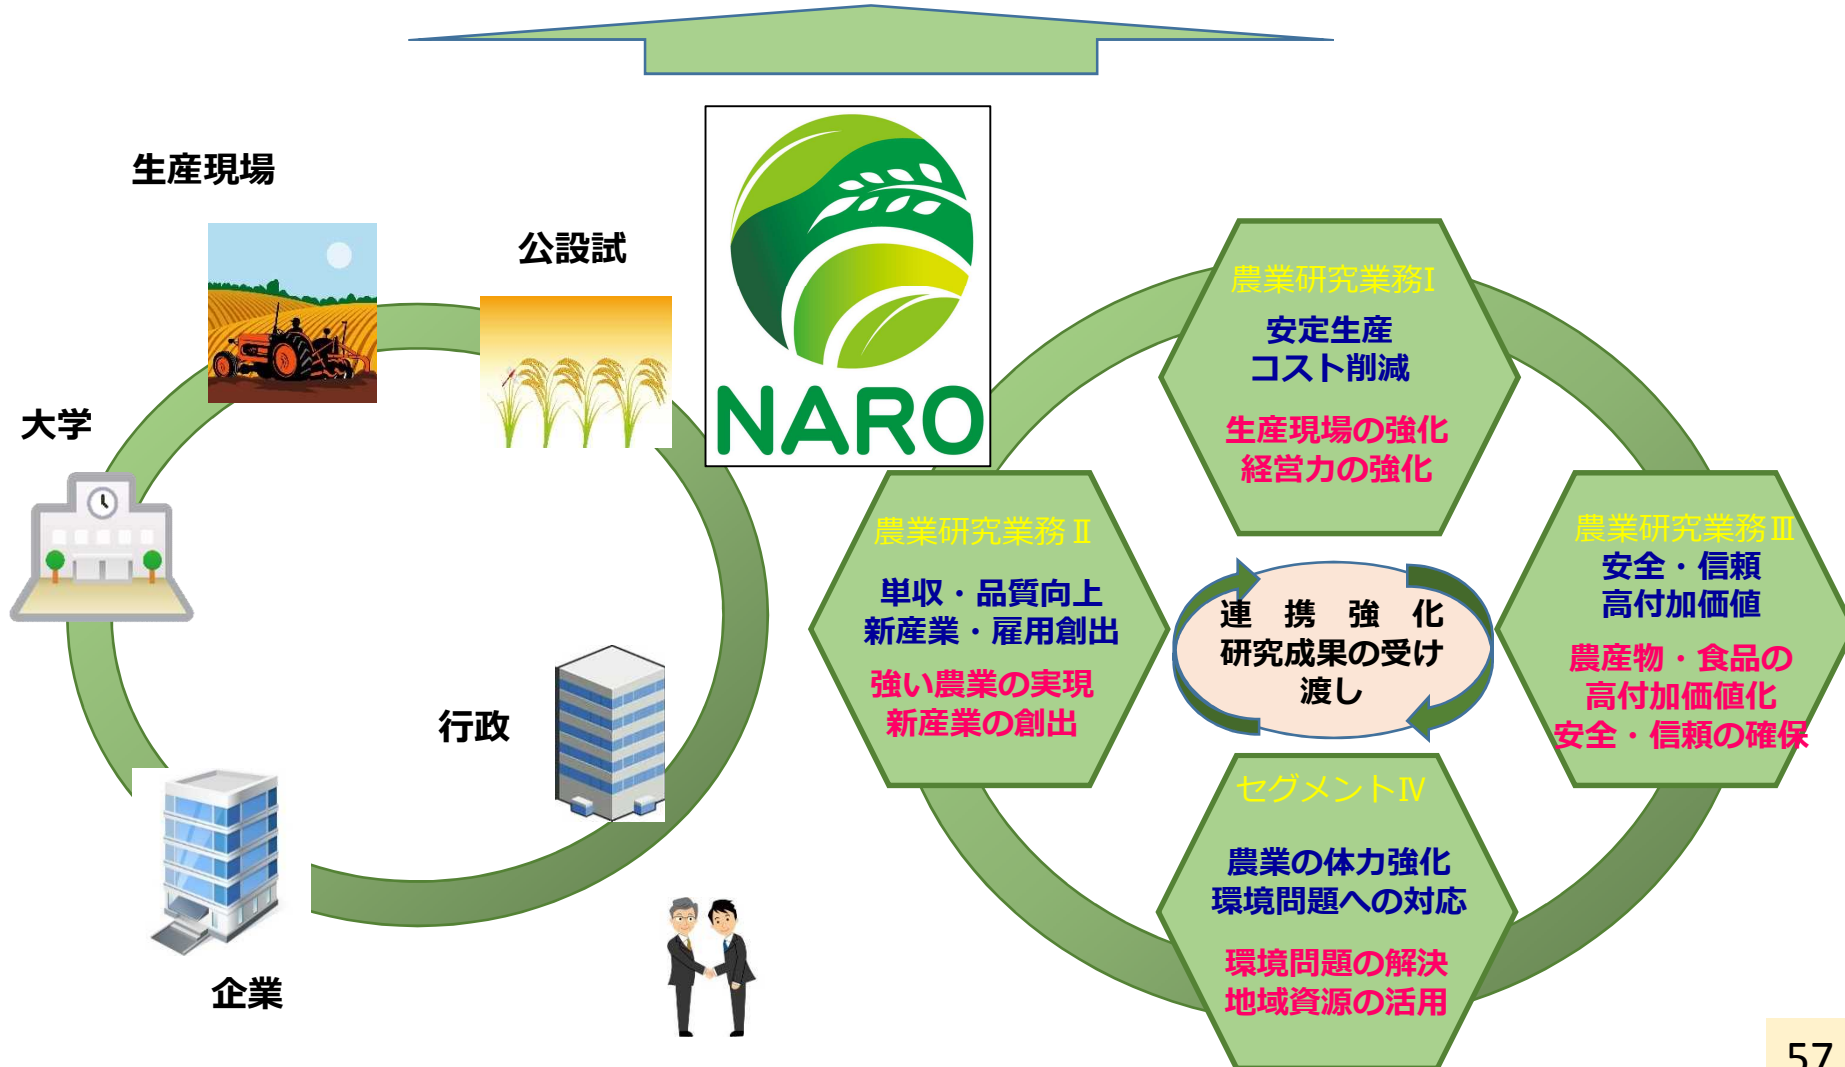 生産現場
公設試
大学
行政
企業
NARO
農業研究業務Ⅰ
安定生産
コスト削減
生産現場の強化
経営力の強化
農業研究業務Ⅱ
単収・品質向上
新産業・雇用創出
強い農業の実現
新産業の創出
連　携　強　化
研究成果の受け
渡し
農業研究業務Ⅲ
安全・信頼
高付加価値
農産物・食品の
高付加価値化
安全・信頼の確保
セグメントⅣ
農業の体力強化
環境問題への対応
環境問題の解決
地域資源の活用
57